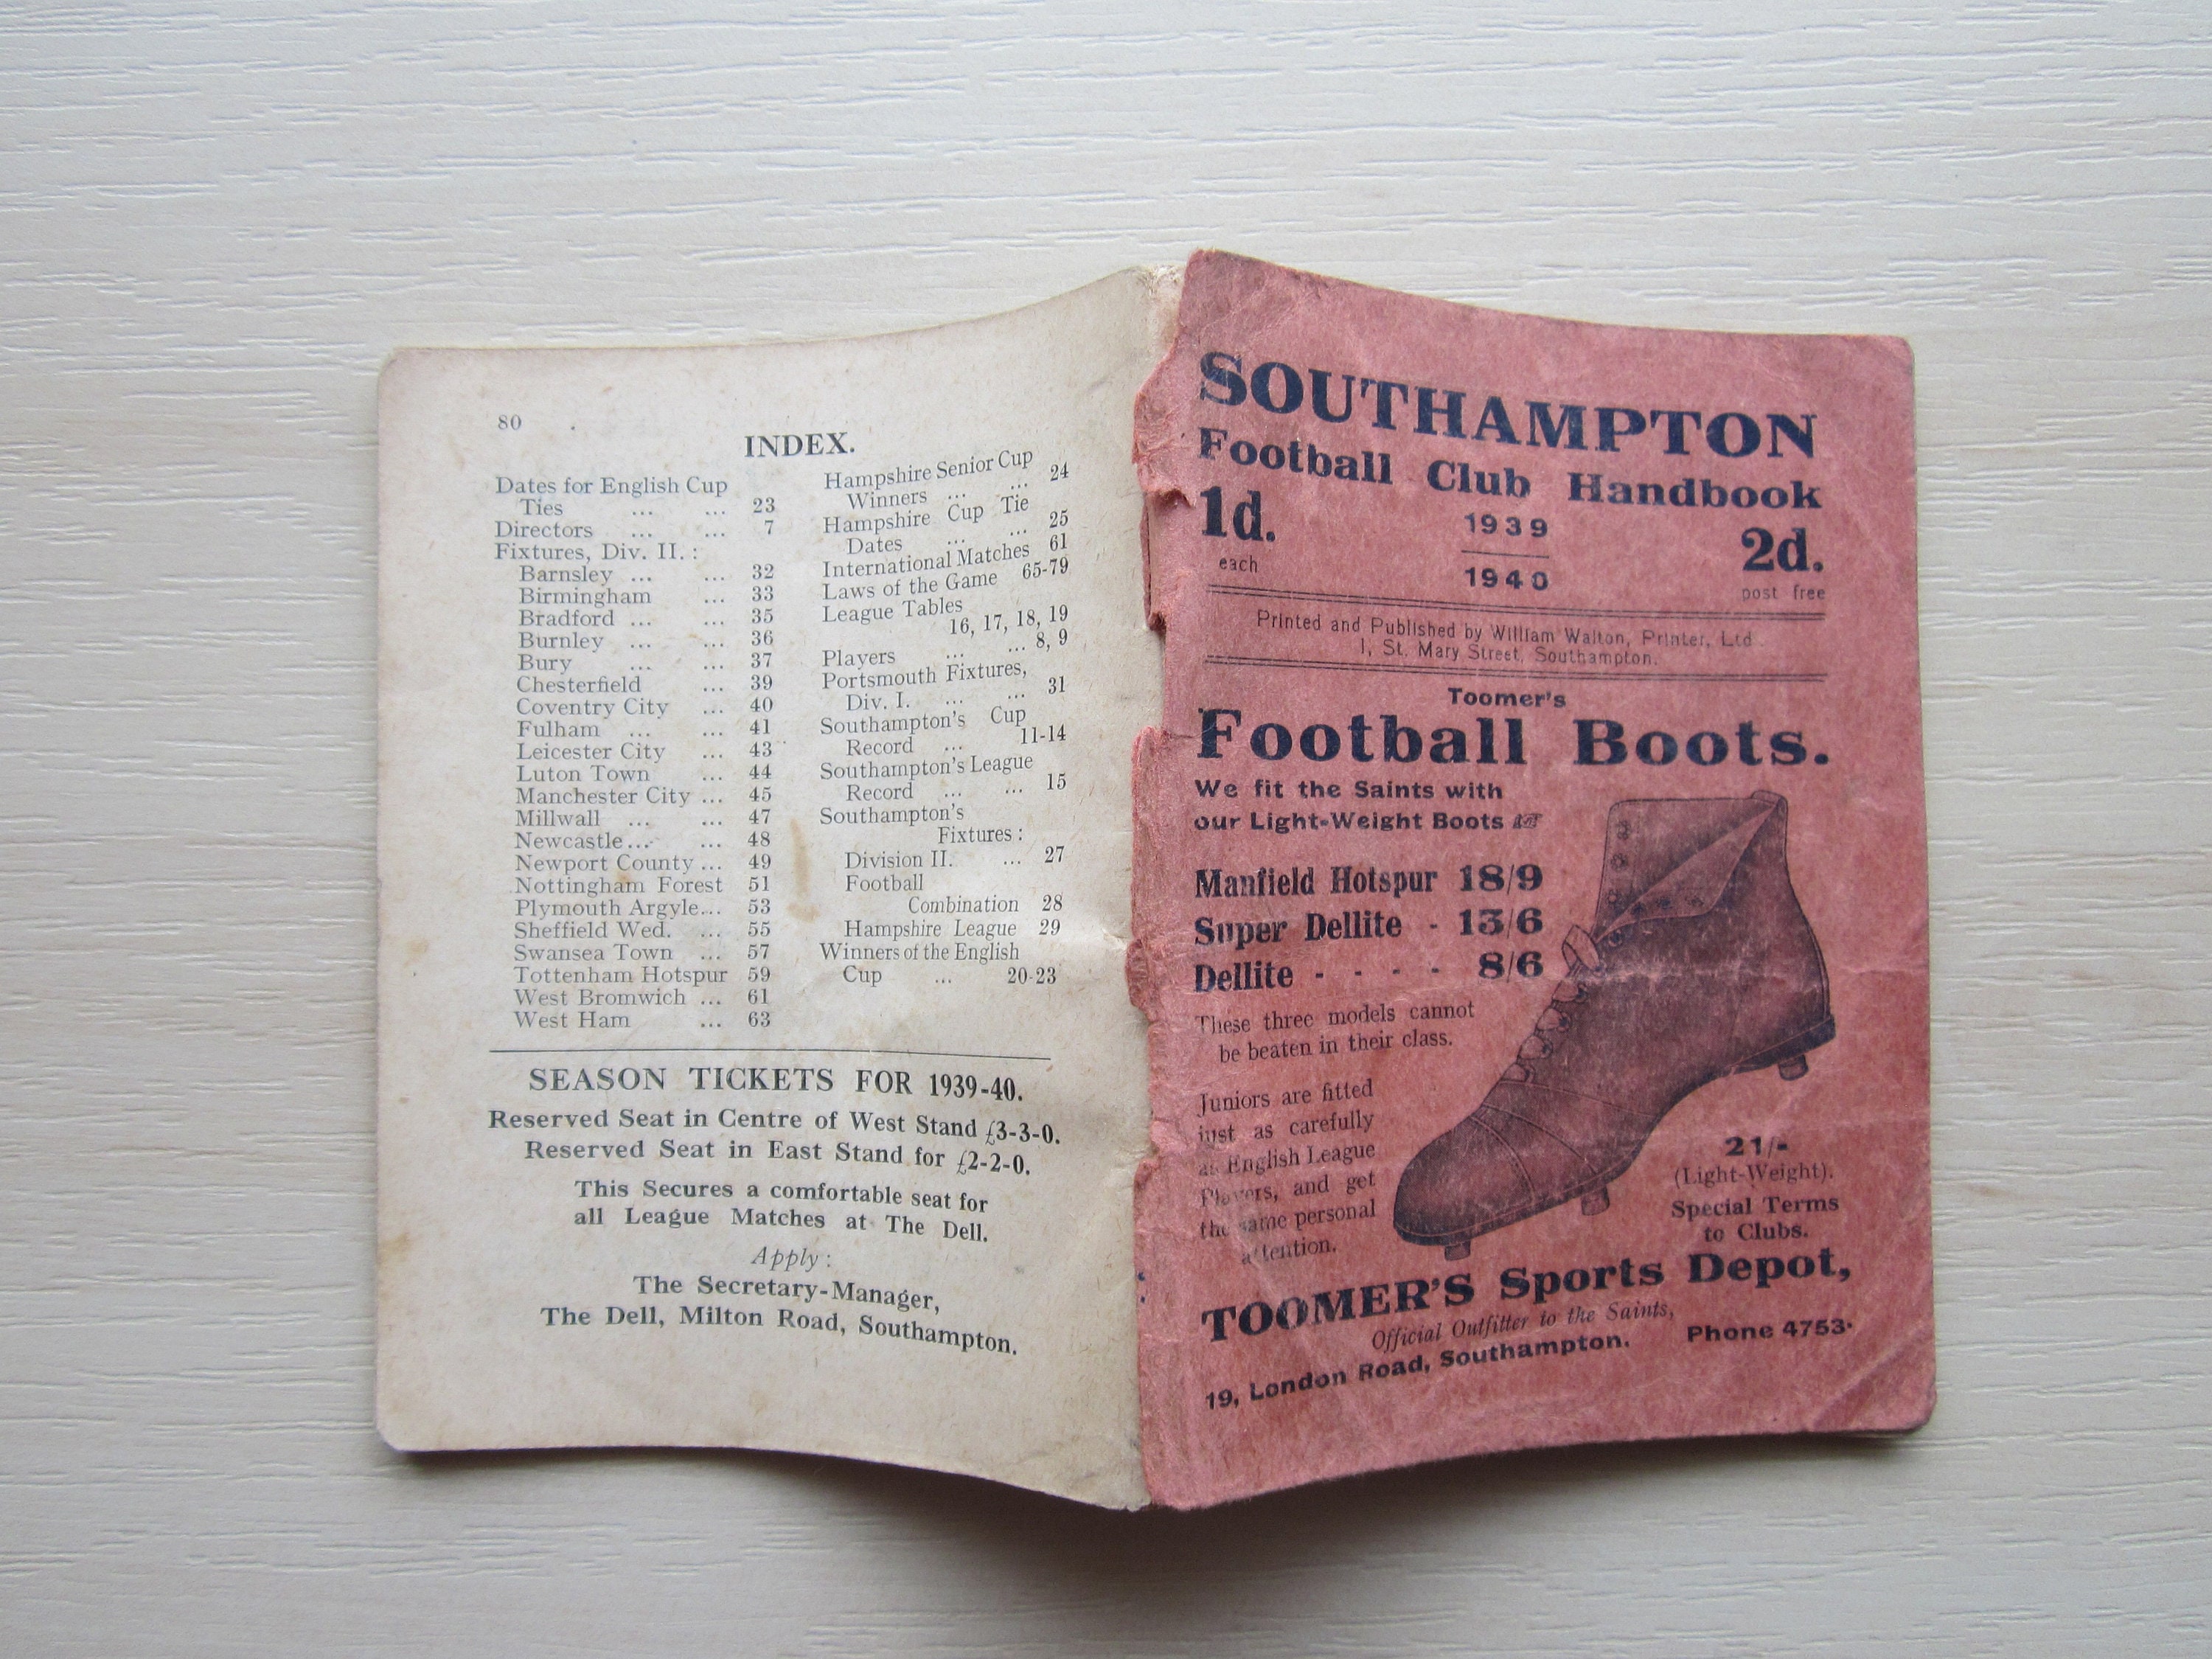 80
INDEX.
Dates for English Cup
Ties ... ... 23
Directors ... ... 7
Fixtures, Div. II. :
Barnsley ... ... 32
Birmingham ... 33
Bradford ... ... 35
Burnley ... ... 36
Bury ... ... 37
Chesterfield ... 39
Coventry City ... 40
Fulham ... ... 41
Leicester City ... 43
Luton Town ... 44
Manchester City ... 45
Millwall ... ... 47
Newcastle ... ... 48
Newport County ... 49
Nottingham Forest 51
Plymouth Argyle... 53
Sheffield Wed. ... 55
Swansea Town ... 57
Tottenham Hotspur 59
West Bromwich ... 61
West Ham ... 63
Hampshire Senior Cup
Winners ... ... 24
Hampshire Cup Tie
Dates ... ... 25
International Matches 61
Laws of the Game 65-79
League Tables
16, 17, 18, 19
Players ... ... 8, 9
Portsmouth Fixtures,
Div. I. ... ... 31
Southampton's Cup
Record ... 11-14
Southampton's League
Record ... ... 15
Southampton's
Fixtures :
Division II. ... 27
Football
Combination 28
Hampshire League 29
Winners of the English
Cup ... 20-23
SEASON TICKETS FOR 1939-40.
Reserved Seat in Centre of West Stand £3-3-0.
Reserved Seat in East Stand for £2-2-0.
This Secures a comfortable seat for
all League Matches at The Dell.
Apply :
The Secretary-Manager,
The Dell, Milton Road, Southampton.
SOUTHAMPTON
Football Club Handbook
1d. 1939 2d.
each 1940 post free
Printed and Published by William Walton, Printer, Ltd.
1, St. Mary Street, Southampton.
Toomer's
Football Boots.
We fit the Saints with
our Light-Weight Boots ☞
Manfield Hotspur 18/9
Super Dellite - 13/6
Dellite - - - - 8/6
These three models cannot
be beaten in their class.
Juniors are fitted
just as carefully
as English League
Players, and get
the same personal
attention.
21/-
(Light-Weight).
Special Terms
to Clubs.
TOOMER'S Sports Depot,
Official Outfitter to the Saints,
19, London Road, Southampton. Phone 4753.